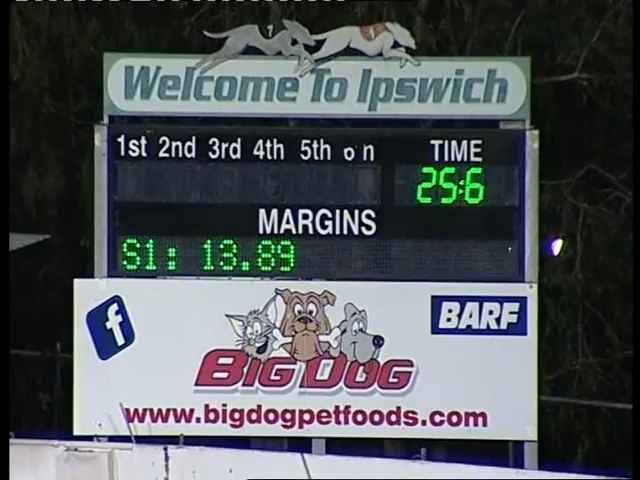 Welcome To Ipswich
1st 2nd 3rd 4th 5th on TIME
25:6
MARGINS
S1: 13.89
f
BARF
BIG DOG
www.bigdogpetfoods.com